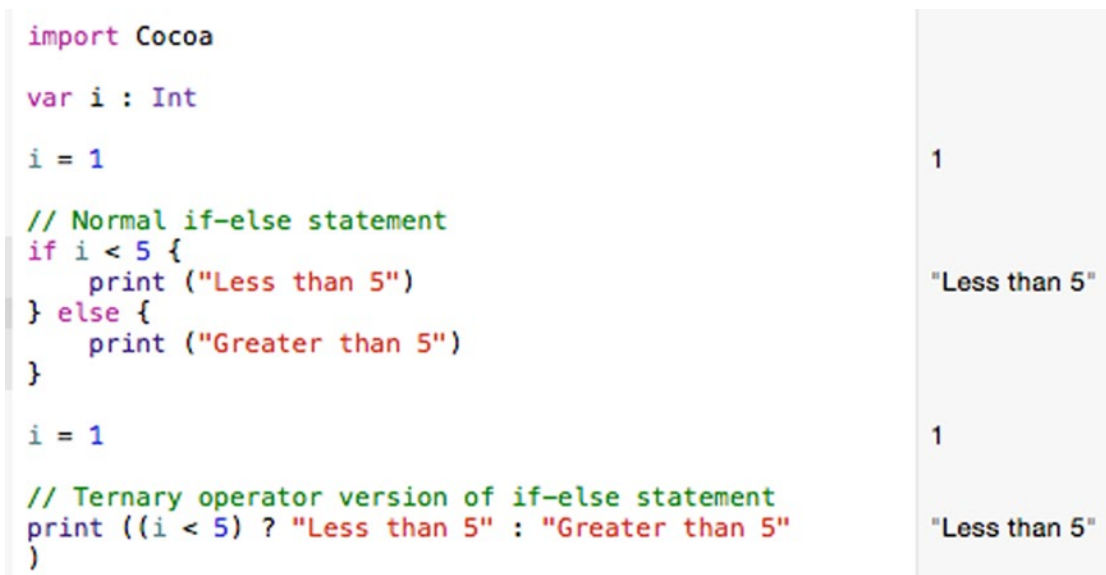 import Cocoa
var i : Int
i = 1
1
// Normal if-else statement
if i < 5 {
print ("Less than 5")
"Less than 5"
} else {
print ("Greater than 5")
}
i = 1
1
// Ternary operator version of if-else statement
print ((i < 5) ? "Less than 5" : "Greater than 5"
"Less than 5"
)